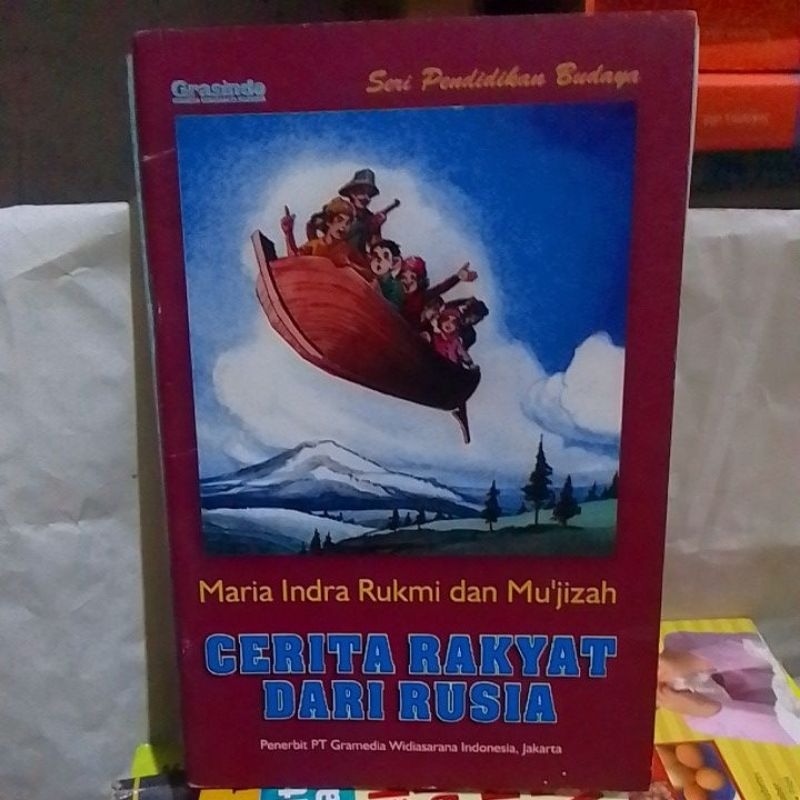 Grasindo
Seri Pendidikan Budaya
Maria Indra Rukmi dan Mu'jizah
CERITA RAKYAT
DARI RUSIA
Penerbit PT Gramedia Widiasarana Indonesia, Jakarta